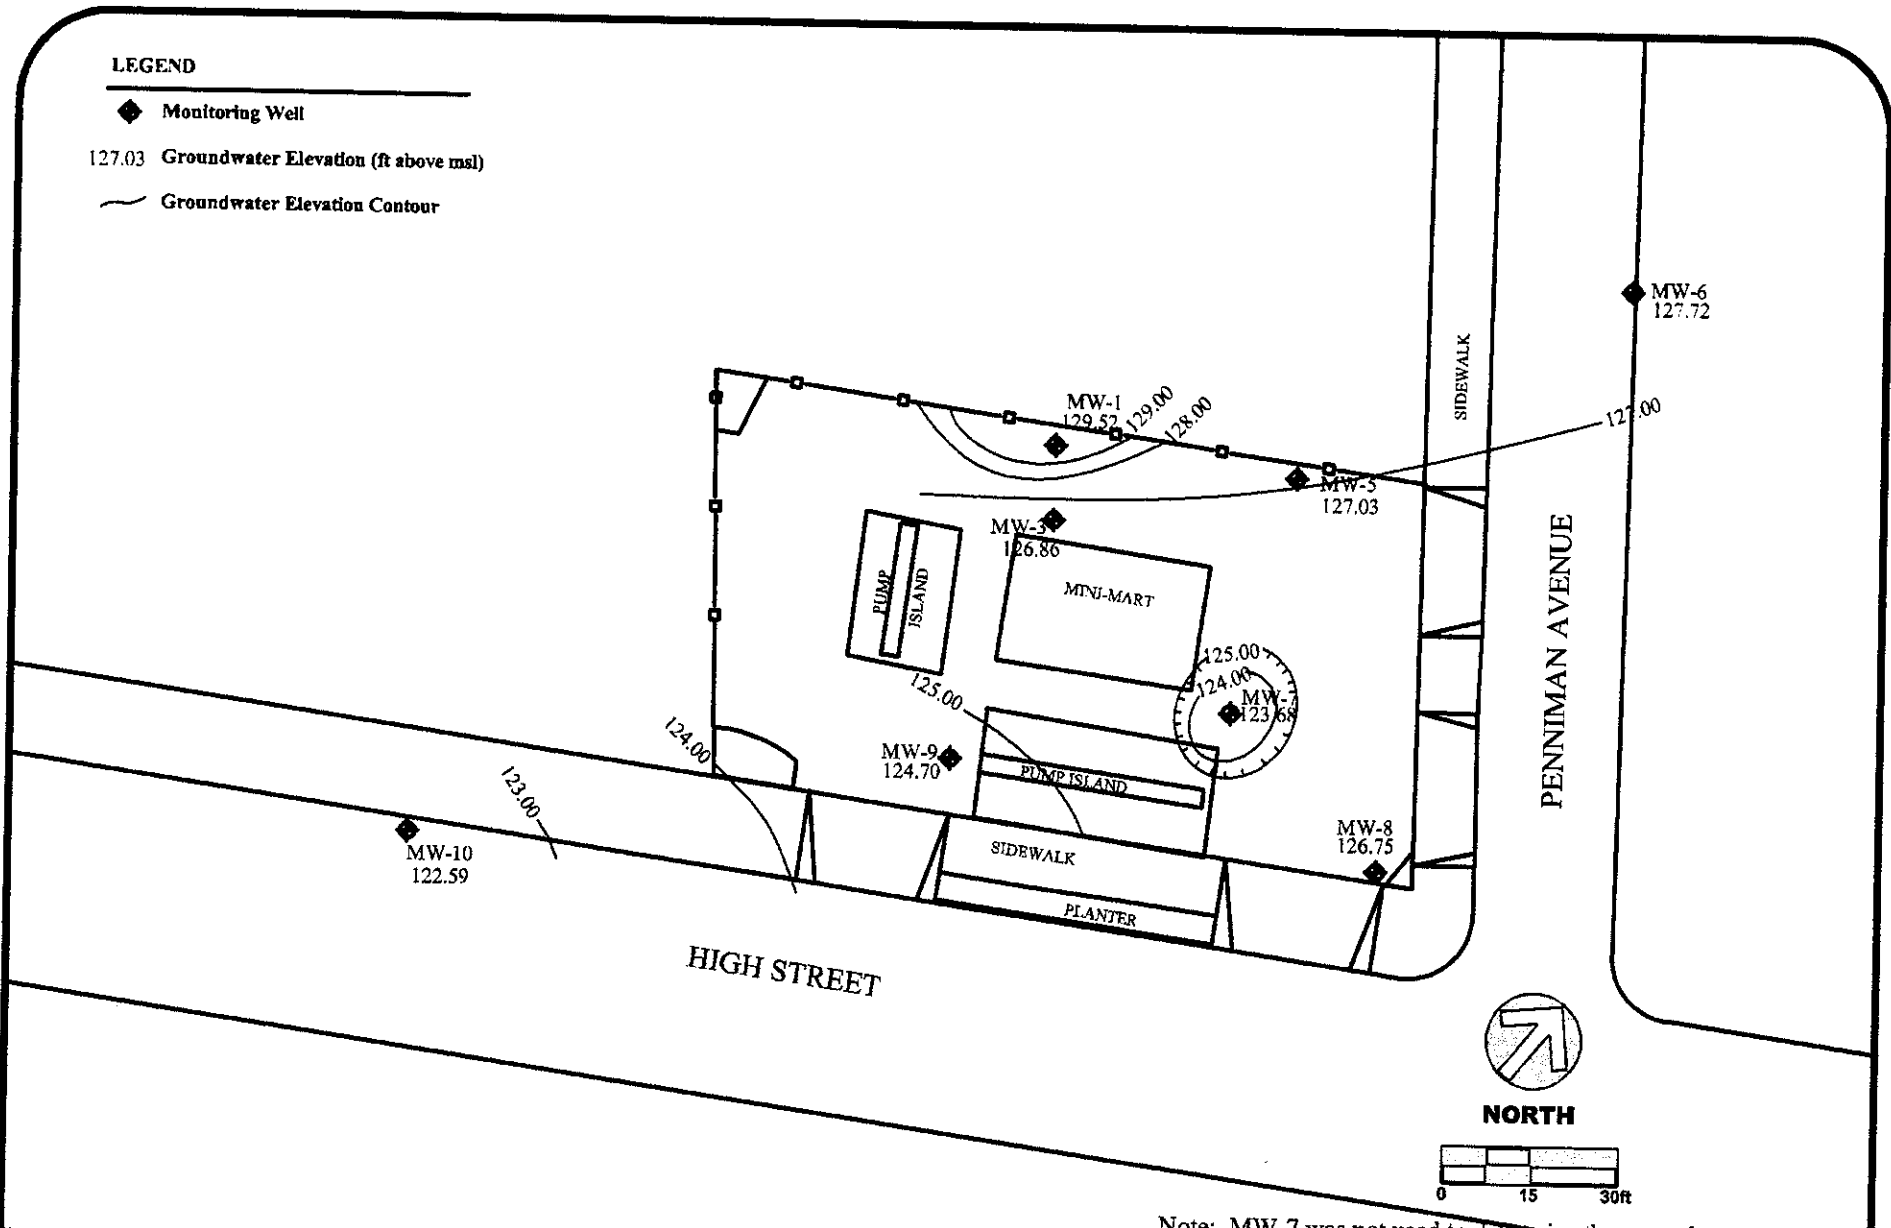 LEGEND
Monitoring Well
127.03 Groundwater Elevation (ft above msl)
Groundwater Elevation Contour
MW-6
127.72
SIDEWALK
MW-1
129.52
129.00
128.00
127.00
MW-5
127.03
MW-3
126.86
PUMP
ISLAND
MINI-MART
PENNIMAN AVENUE
125.00
124.00
MW-7
123.68
125.00
124.00
MW-9
124.70
PUMP ISLAND
123.00
MW-10
122.59
MW-8
126.75
SIDEWALK
PLANTER
HIGH STREET
NORTH
0 15 30ft
Note: MW-7 was not used to